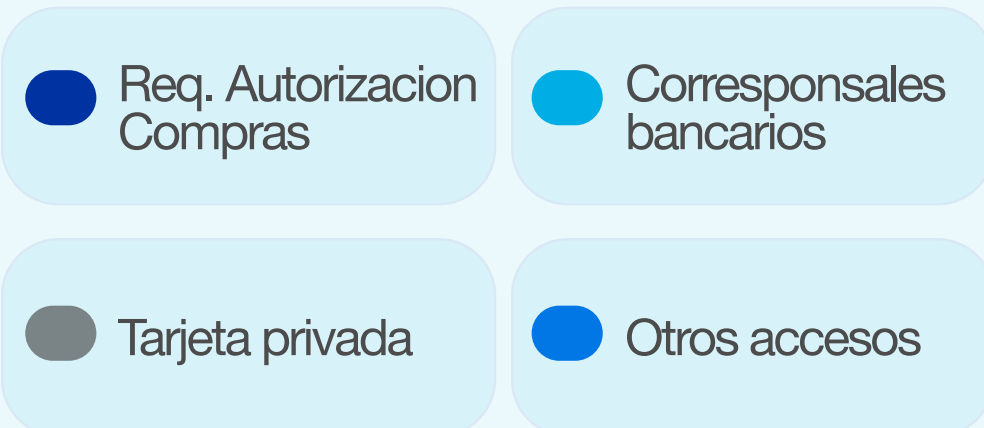 Req. Autorizacion
Compras
Corresponsales
bancarios
Tarjeta privada
Otros accesos